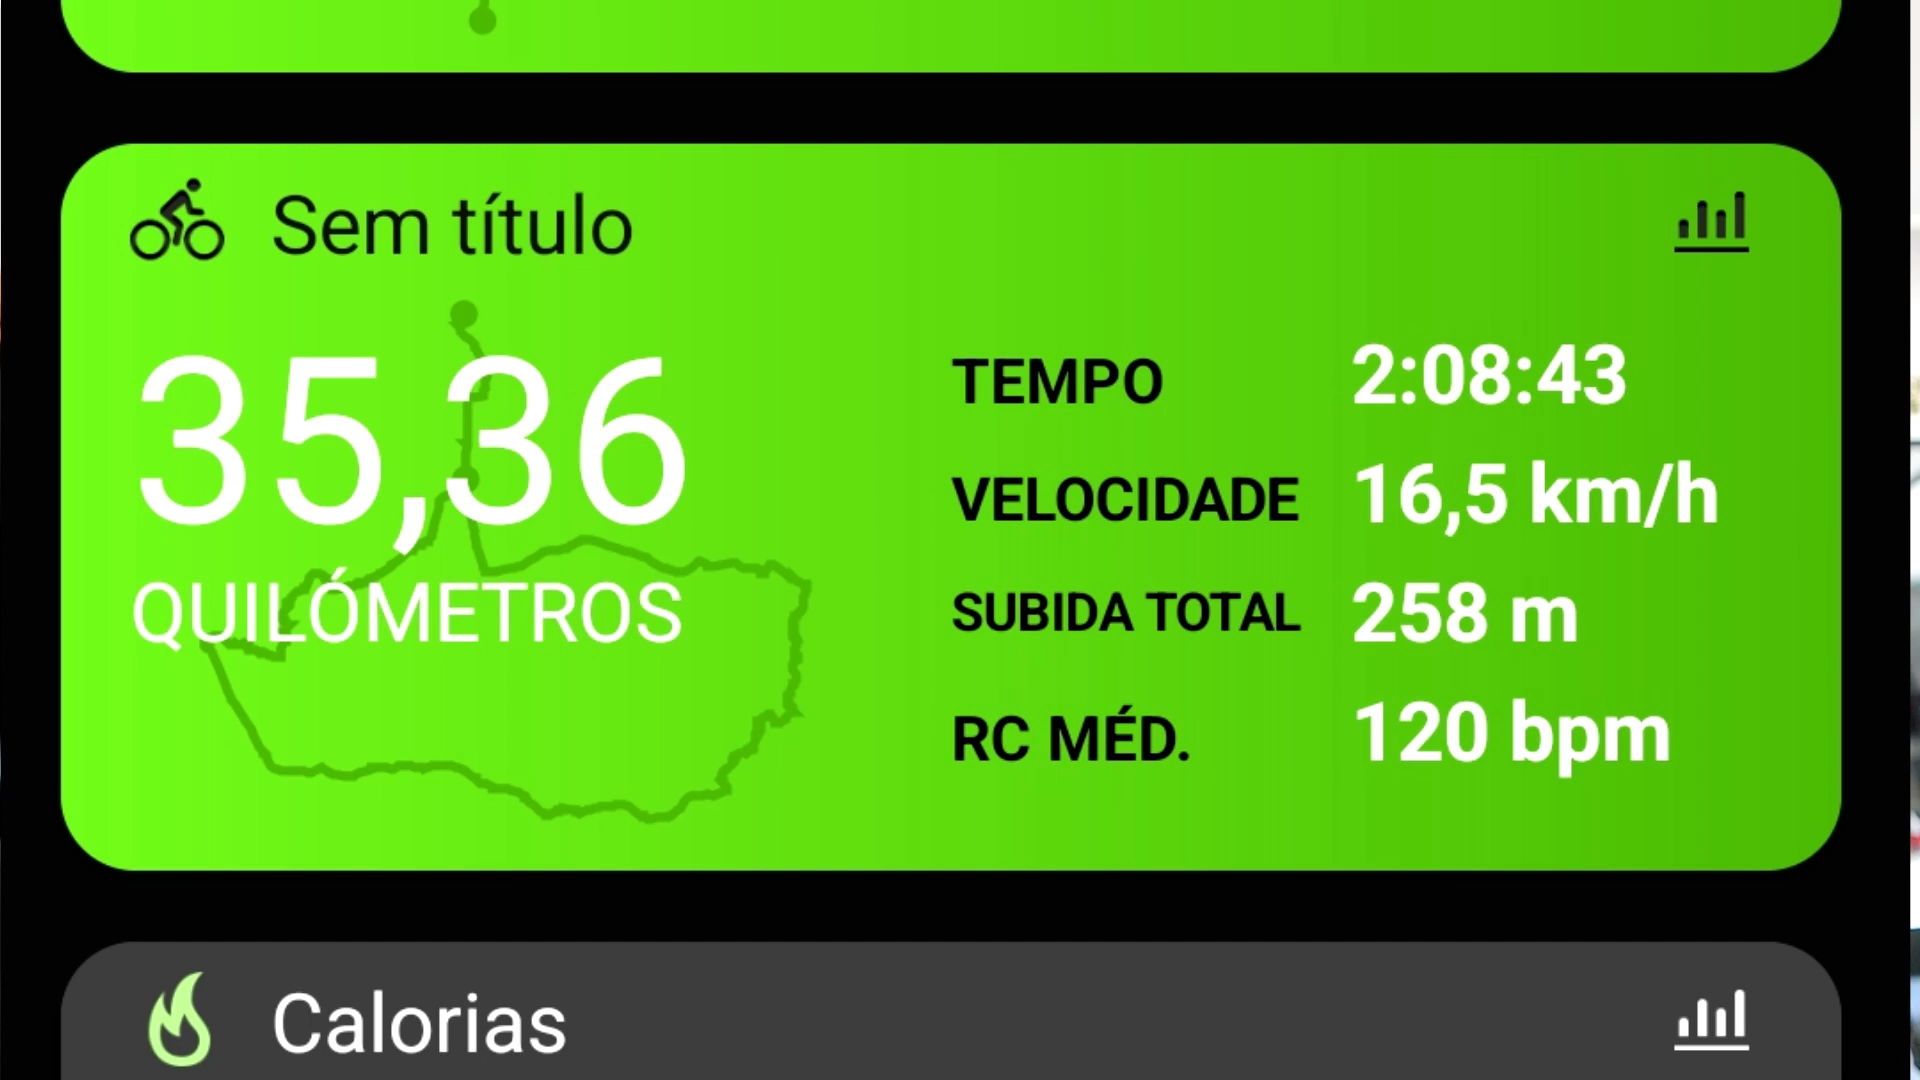 Sem título
35,36
QUILÓMETROS
TEMPO 2:08:43
VELOCIDADE 16,5 km/h
SUBIDA TOTAL 258 m
RC MÉD. 120 bpm
Calorias